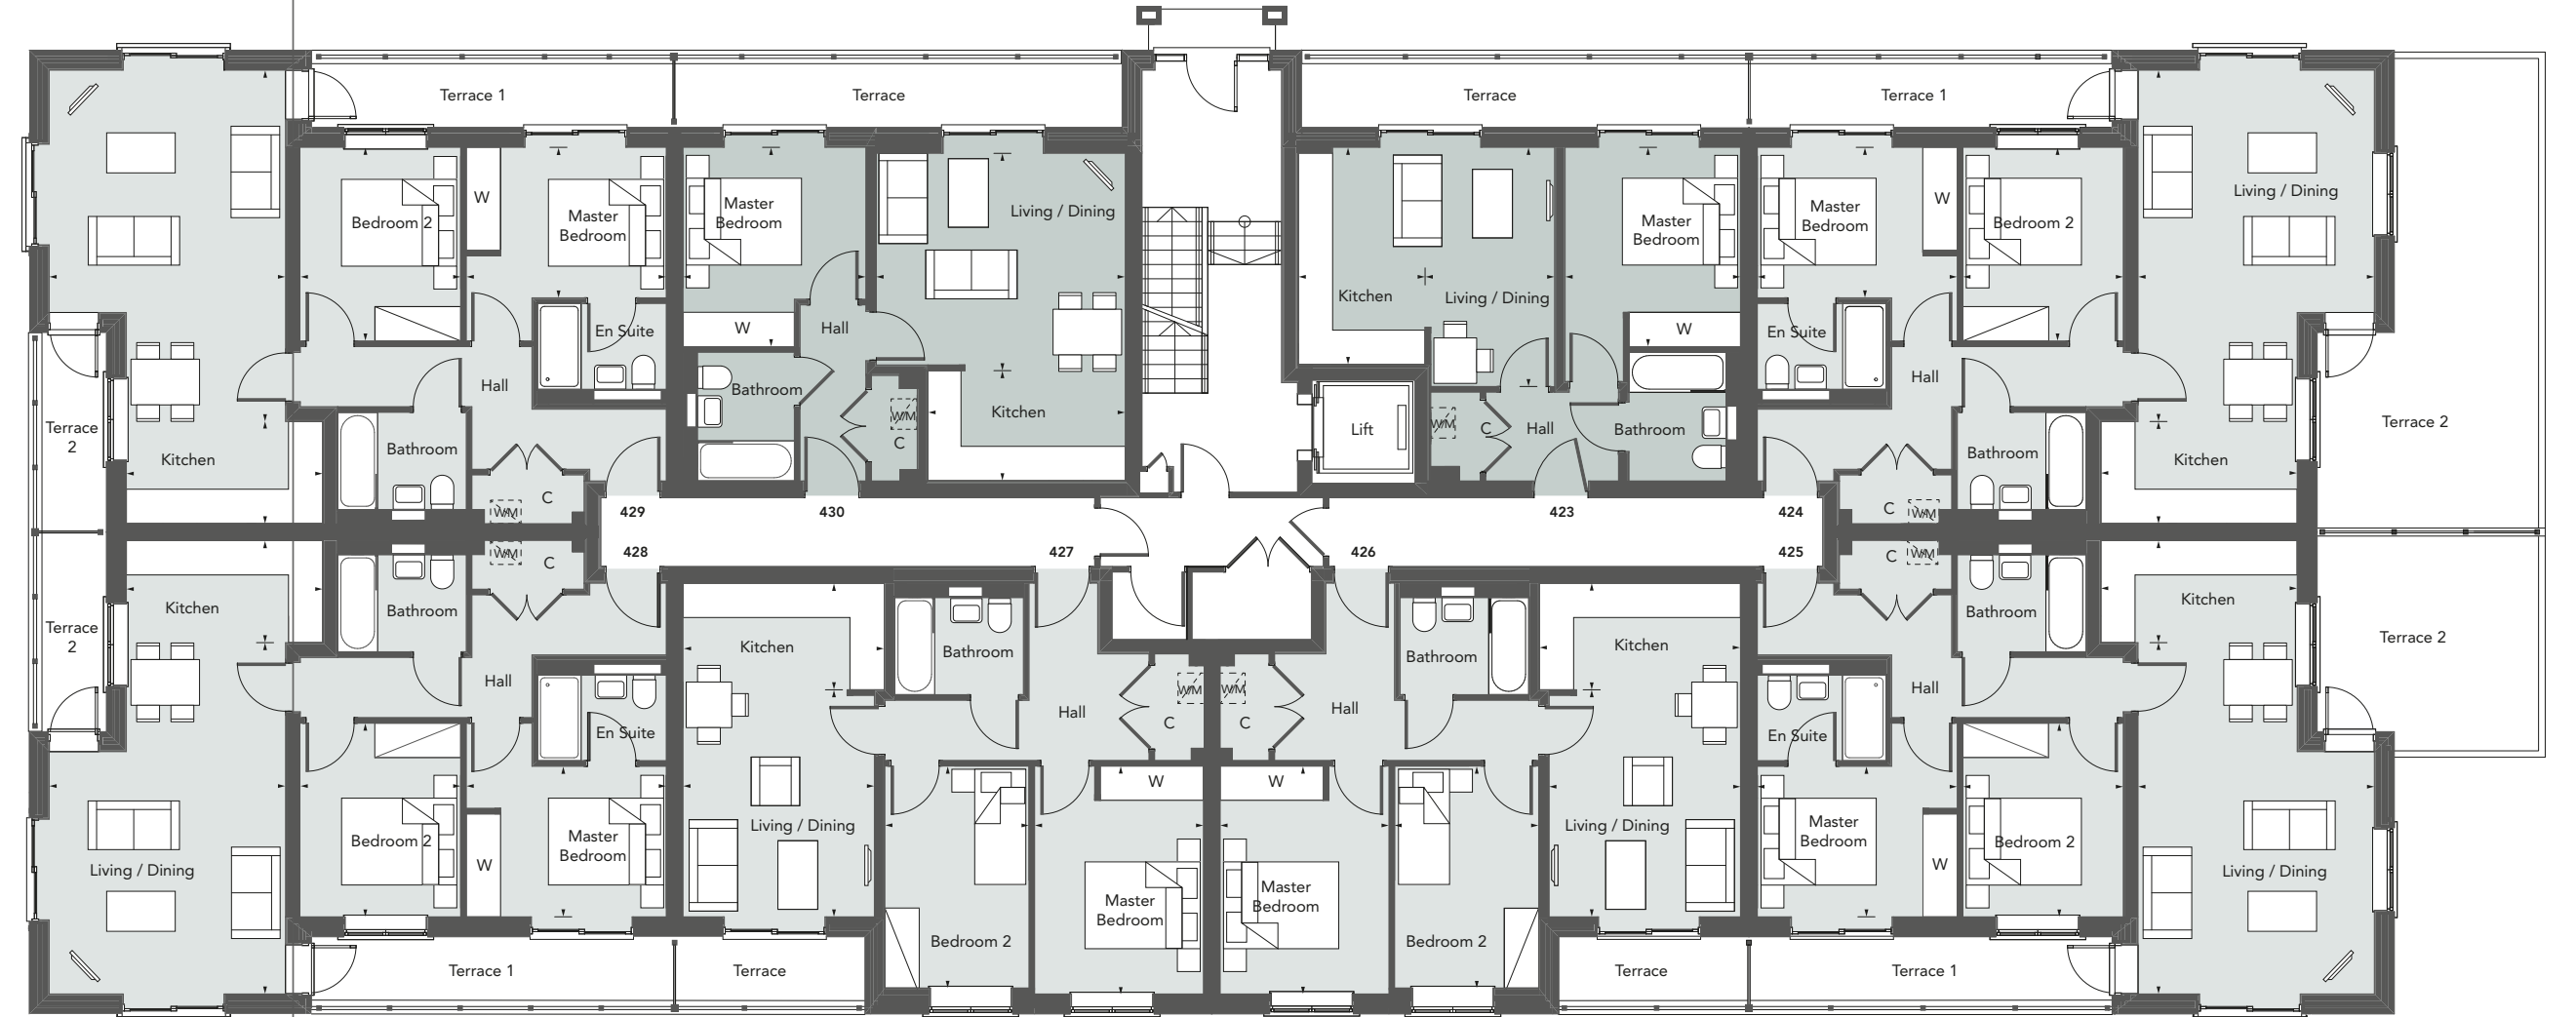 Terrace 1
Terrace
Terrace
Terrace 1
Bedroom 2
W
Master
Bedroom
Master
Bedroom
Living / Dining
Kitchen
Living / Dining
Master
Bedroom
Master
Bedroom
W
Bedroom 2
Living / Dining
En Suite
W
Hall
W
En Suite
Hall
Bathroom
Kitchen
WM
C
Lift
WM
C
Hall
Bathroom
Hall
Terrace
2
Kitchen
Bathroom
C
WM
Bathroom
C
WM
Kitchen
Terrace 2
429
430
423
424
428
427
426
425
WM
C
C
WM
Terrace
2
Kitchen
Bathroom
Hall
En Suite
Kitchen
Bathroom
Hall
WM
C
WM
C
Hall
Bathroom
Kitchen
En Suite
Hall
Bathroom
Kitchen
Terrace 2
Living / Dining
Bedroom 2
W
Master
Bedroom
Living / Dining
Bedroom 2
W
Master
Bedroom
W
Master
Bedroom
Bedroom 2
Living / Dining
Master
Bedroom
W
Bedroom 2
Living / Dining
Terrace 1
Terrace
Terrace
Terrace 1